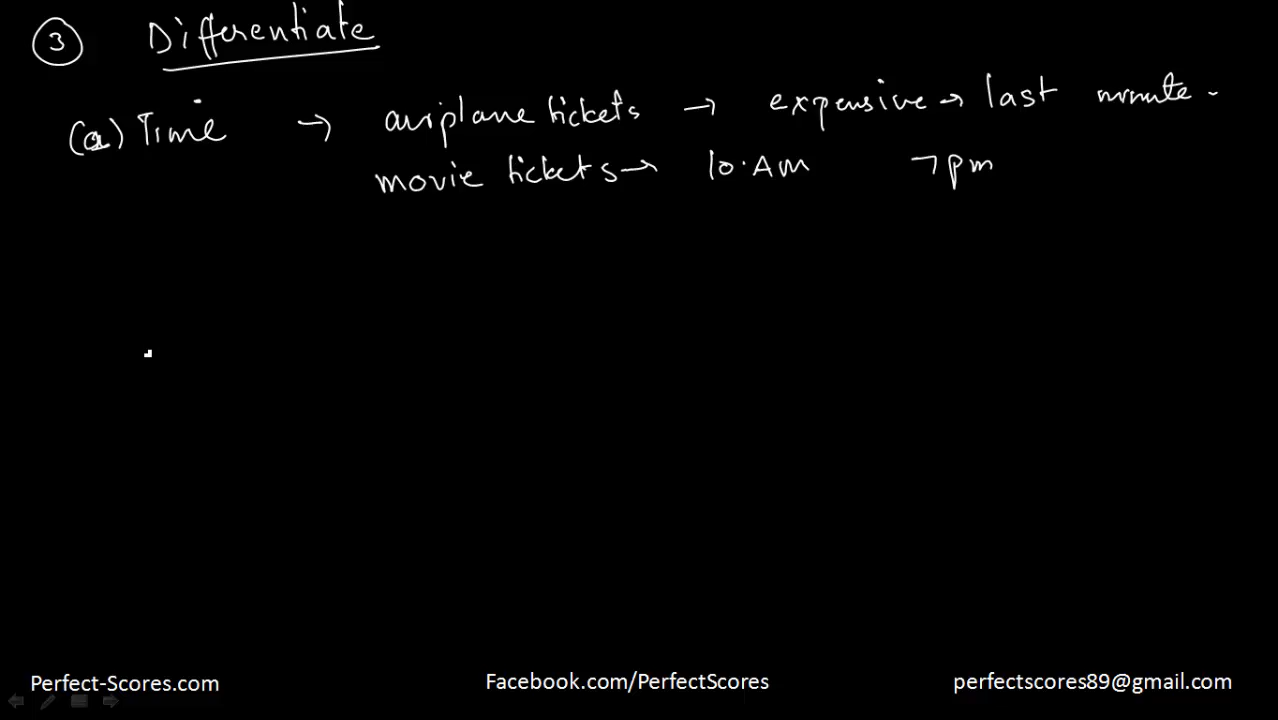 3 Differentiate
(a) Time → airplane tickets → expensive → last minute -
movie tickets → 10.AM 7pm
Perfect-Scores.com Facebook.com/PerfectScores perfectscores89@gmail.com